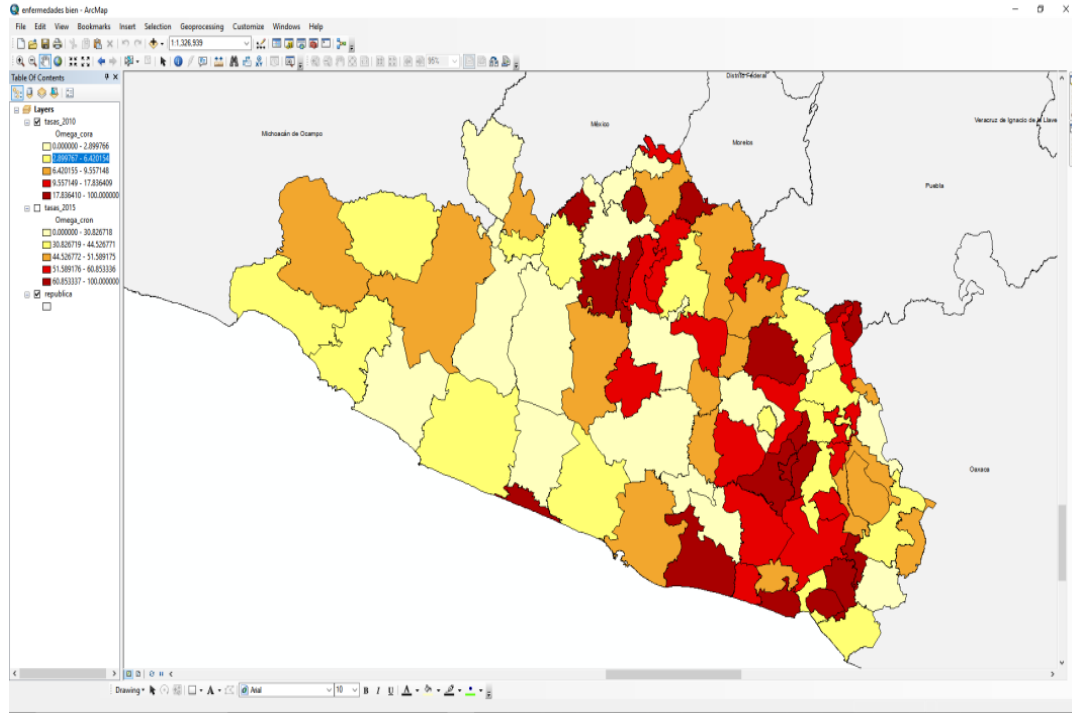 enfermedades bien - ArcMap
File Edit View Bookmarks Insert Selection Geoprocessing Customize Windows Help
1:1,326,939
95%
Table Of Contents
Layers
tasas_2010
Omega_cora
0.000000 - 2.899766
2.899767 - 6.420154
6.420155 - 9.557148
9.557149 - 17.836409
17.836410 - 100.000000
tasas_2015
Omega_cron
0.000000 - 30.826718
30.826719 - 44.526771
44.526772 - 51.589175
51.589176 - 60.853336
60.853337 - 100.000000
republica
Distrito Federal
México
Michoacán de Ocampo
Morelos
Veracruz de Ignacio de la Llave
Puebla
Oaxaca
Drawing
A
Arial
10
B I U A